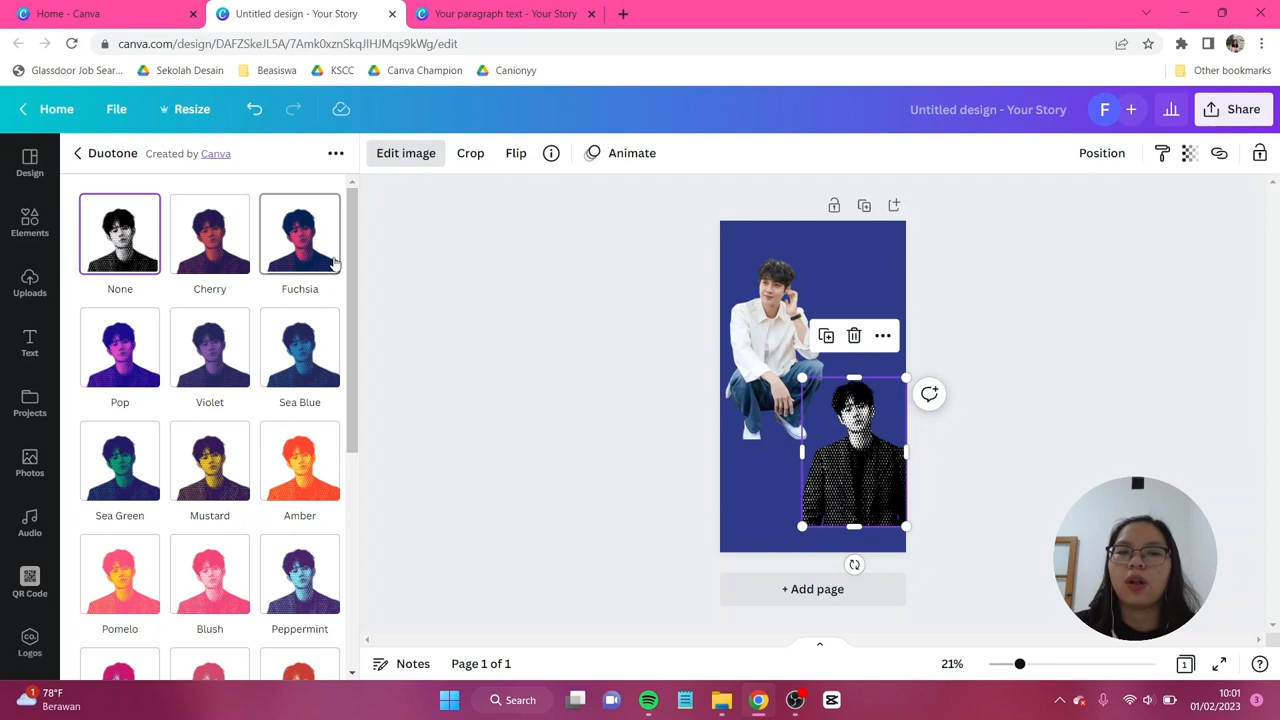 Home - Canva
Untitled design - Your Story
Your paragraph text - Your Story
canva.com/design/DAFZSkeJL5A/7Amk0xznSkqJIHJMqs9kWg/edit
Glassdoor Job Sear...
Sekolah Desain
Beasiswa
KSCC
Canva Champion
Canionyy
Other bookmarks
Home
File
Resize
Untitled design - Your Story
F
Share
Duotone
Created by Canva
Edit image
Crop
Flip
Animate
Position
Design
Elements
Uploads
Text
Projects
Photos
Audio
QR Code
Logos
None
Cherry
Fuchsia
Pop
Violet
Sea Blue
Sea Green
Mustard
Amber
Pomelo
Blush
Peppermint
+ Add page
Notes
Page 1 of 1
21%
1
1
78°F
Berawan
Search
10:01
01/02/2023
3